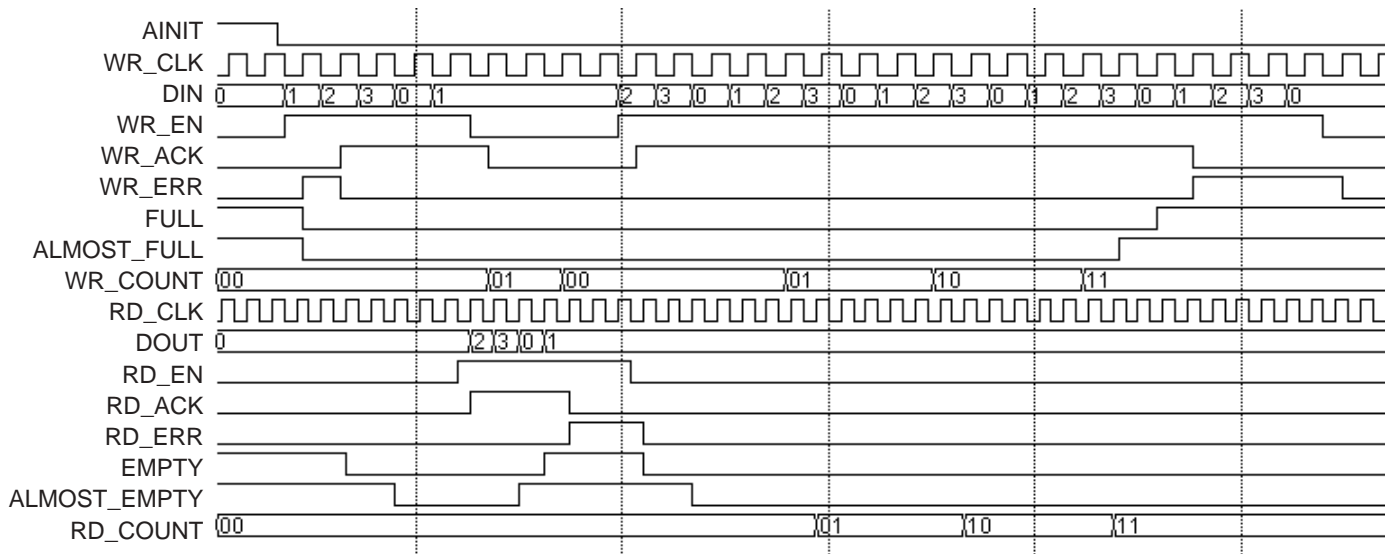 AINIT
WR_CLK
DIN 0 1 2 3 0 1 2 3 0 1 2 3 0 1 2 3 0 1 2 3 0 1 2 3 0
WR_EN
WR_ACK
WR_ERR
FULL
ALMOST_FULL
WR_COUNT 00 01 00 01 10 11
RD_CLK
DOUT 0 2 3 0 1
RD_EN
RD_ACK
RD_ERR
EMPTY
ALMOST_EMPTY
RD_COUNT 00 01 10 11